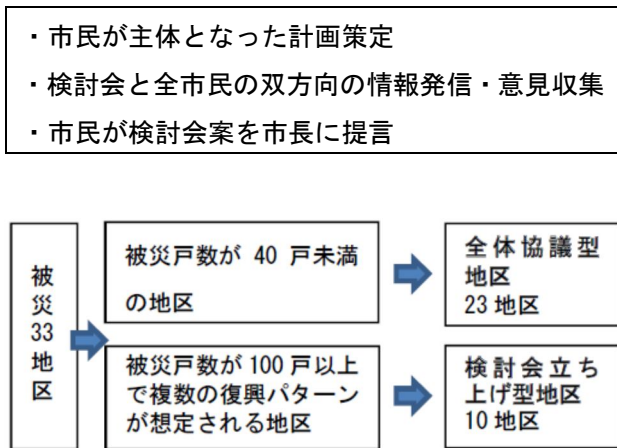 ・市民が主体となった計画策定
・検討会と全市民の双方向の情報発信・意見収集
・市民が検討会案を市長に提言
被
災
33
地
区
被災戸数が 40 戸未満
の地区
全体協議型
地区
23 地区
被災戸数が 100 戸以上
で複数の復興パターン
が想定される地区
検討会立ち
上げ型地区
10 地区